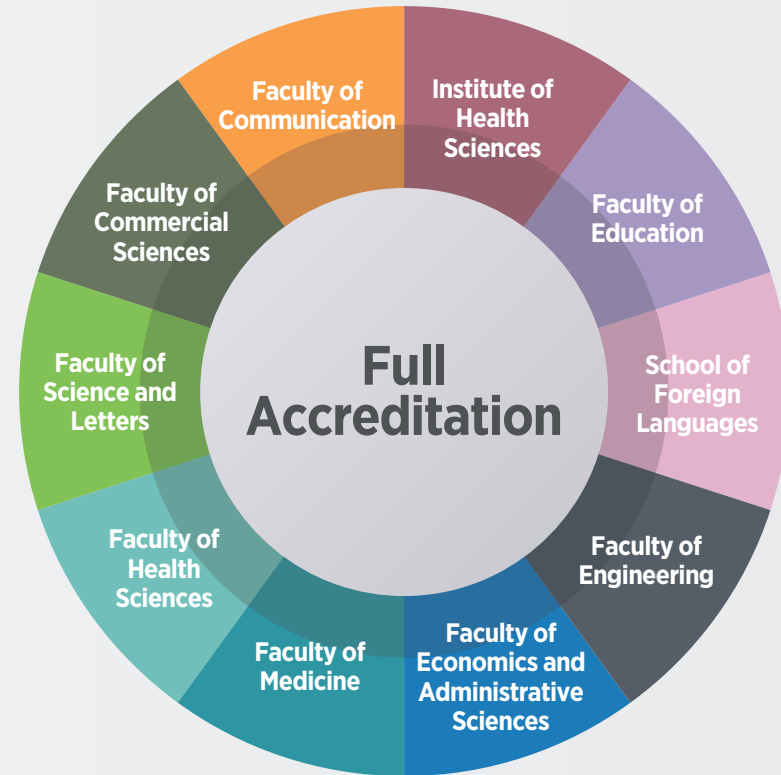 Faculty of
Communication
Institute of
Health
Sciences
Faculty of
Education
School of
Foreign
Languages
Faculty of
Engineering
Faculty of
Economics and
Administrative
Sciences
Faculty of
Medicine
Faculty of
Health
Sciences
Faculty of
Science and
Letters
Faculty of
Commercial
Sciences
Full
Accreditation